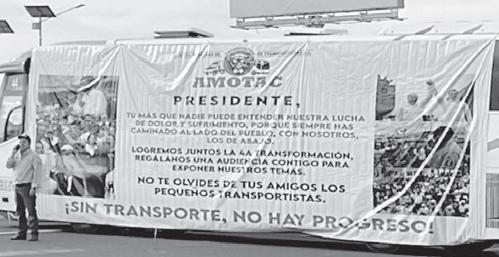 AMOTAC
PRESIDENTE,
TU MAS QUE NADIE PUEDE ENTENDER NUESTRA LUCHA
DE DOLOR Y SUFRIMIENTO, PORQUE SIEMPRE HAS
CAMINADO AL LADO DEL PUEBLO, CON NOSOTROS,
LOS DE ABAJO.
LOGREMOS JUNTOS LA 4A TRANSFORMACIÓN,
REGÁLANOS UNA AUDIENCIA CONTIGO PARA
EXPONER NUESTROS TEMAS.
NO TE OLVIDES DE TUS AMIGOS LOS
PEQUEÑOS TRANSPORTISTAS.
¡SIN TRANSPORTE, NO HAY PROGRESO!